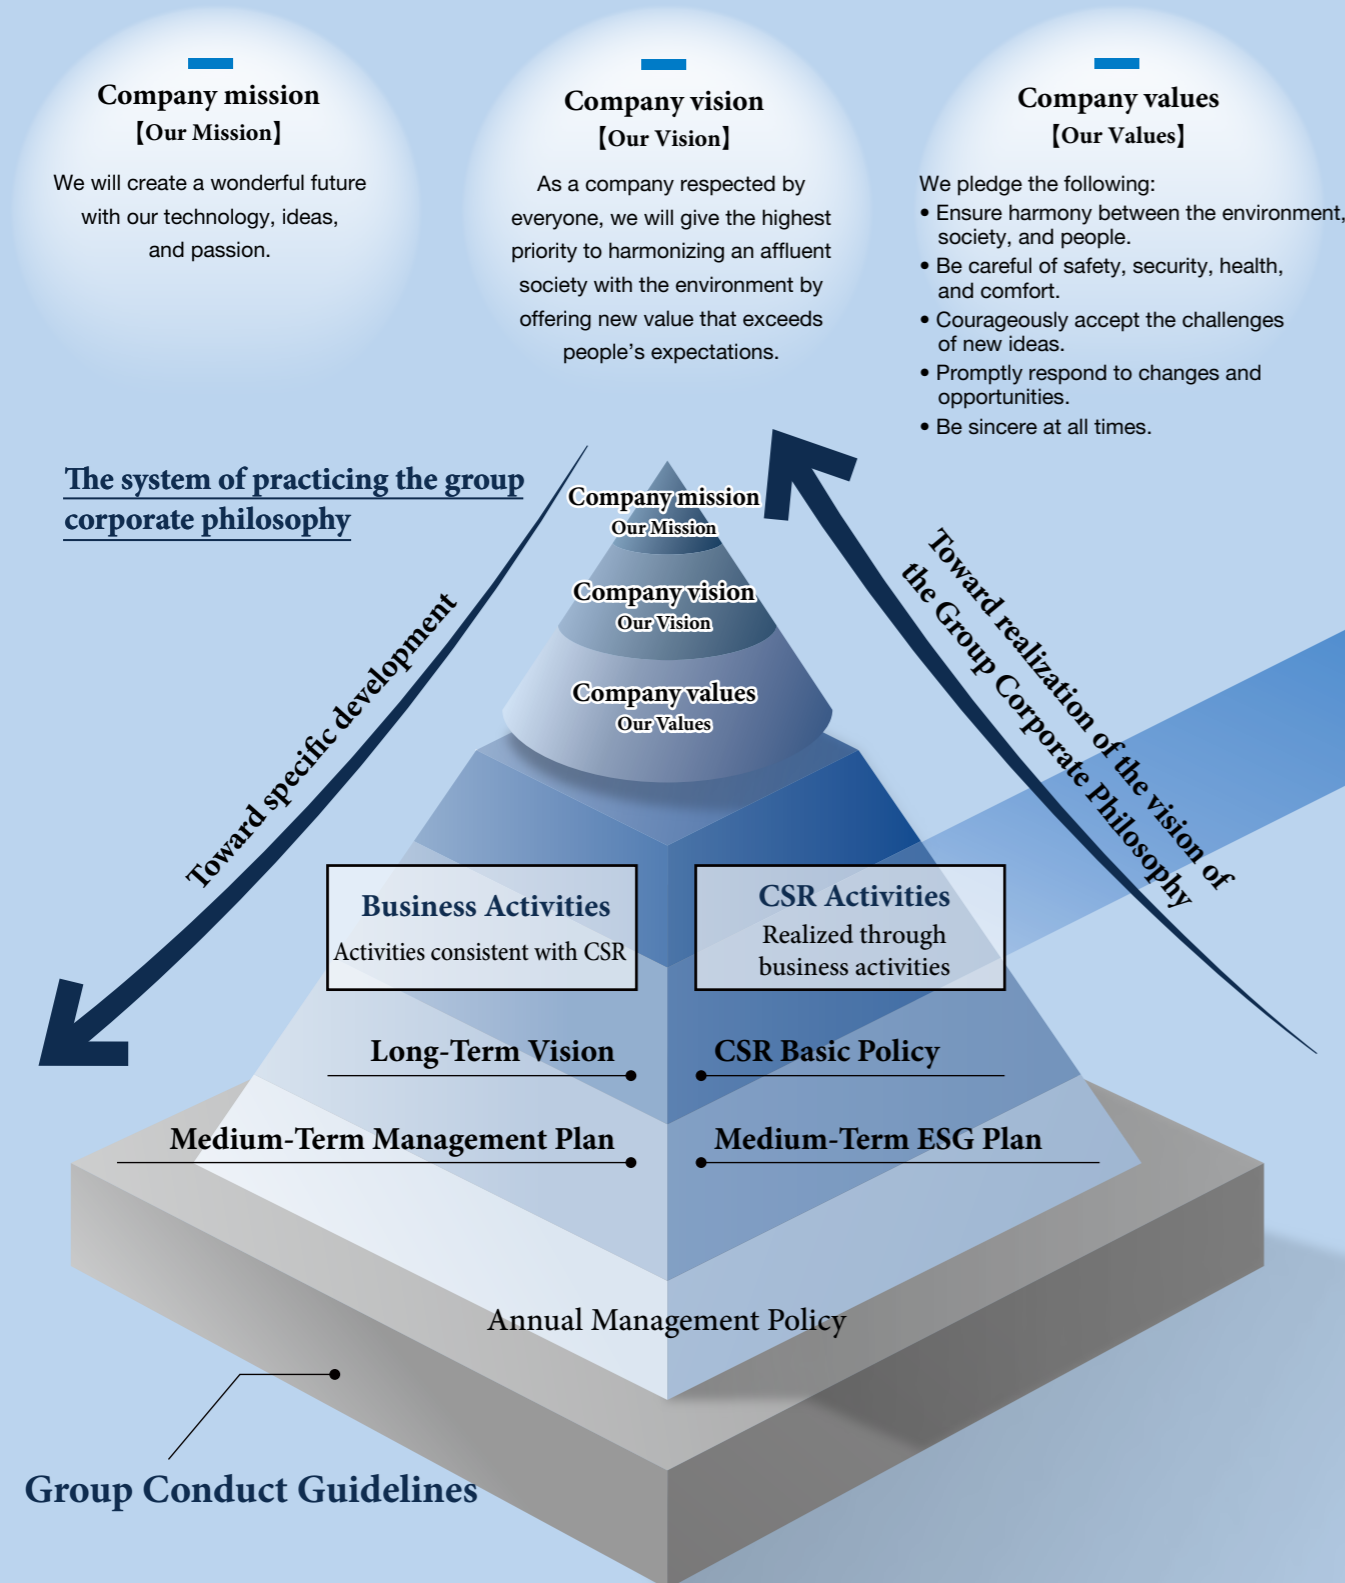 Company mission
【Our Mission】
We will create a wonderful future
with our technology, ideas,
and passion.
Company vision
【Our Vision】
As a company respected by
everyone, we will give the highest
priority to harmonizing an affluent
society with the environment by
offering new value that exceeds
people’s expectations.
Company values
【Our Values】
We pledge the following:
• Ensure harmony between the environment,
society, and people.
• Be careful of safety, security, health,
and comfort.
• Courageously accept the challenges
of new ideas.
• Promptly respond to changes and
opportunities.
• Be sincere at all times.
The system of practicing the group
corporate philosophy
Toward specific development
Company mission
Our Mission
Company vision
Our Vision
Company values
Our Values
Toward realization of the vision of
the Group Corporate Philosophy
Business Activities
Activities consistent with CSR
CSR Activities
Realized through
business activities
Long-Term Vision
CSR Basic Policy
Medium-Term Management Plan
Medium-Term ESG Plan
Annual Management Policy
Group Conduct Guidelines